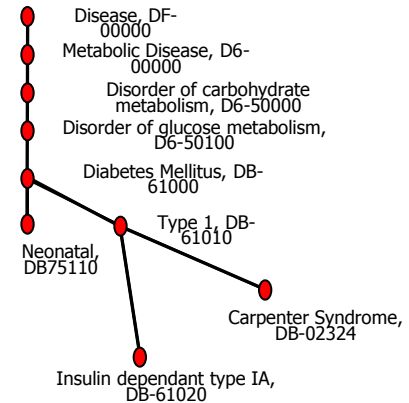 Disease, DF-
00000
Metabolic Disease, D6-
00000
Disorder of carbohydrate
metabolism, D6-50000
Disorder of glucose metabolism,
D6-50100
Diabetes Mellitus, DB-
61000
Type 1, DB-
61010
Neonatal,
DB75110
Carpenter Syndrome,
DB-02324
Insulin dependant type IA,
DB-61020